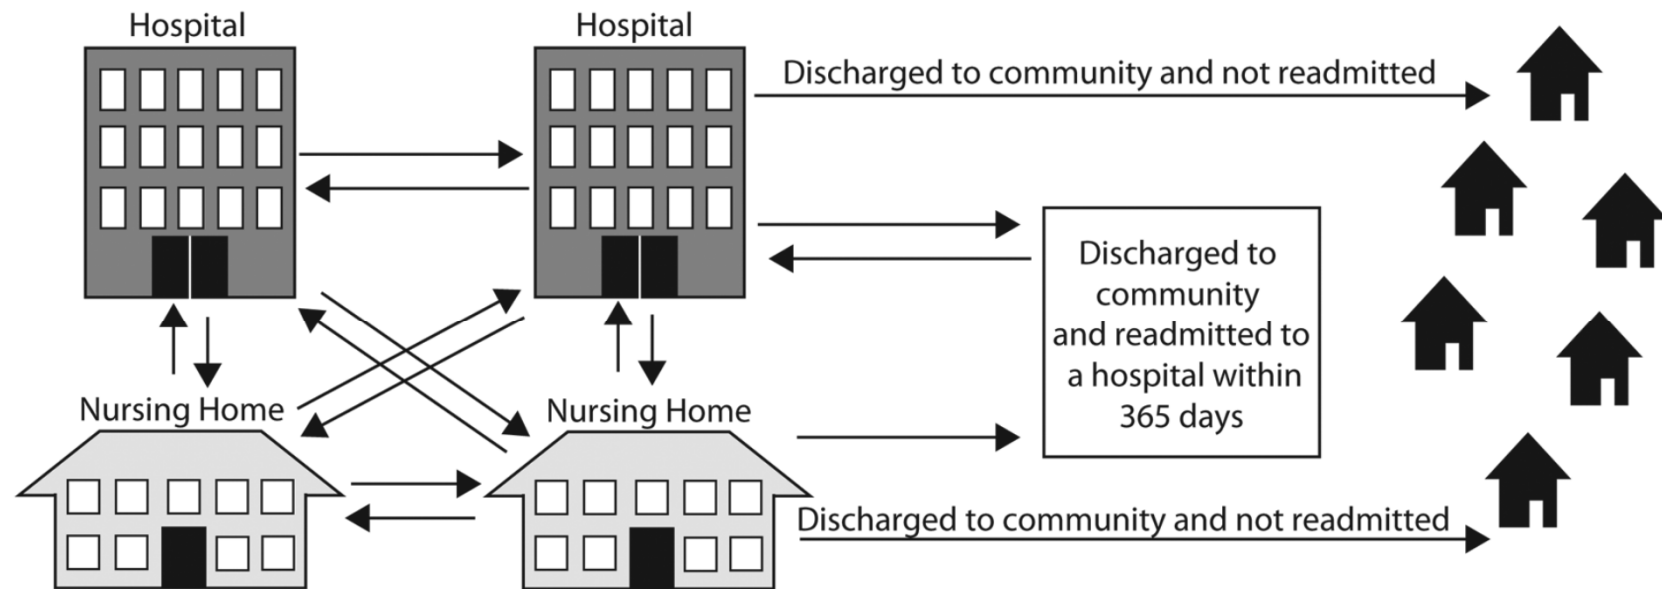 Hospital
Hospital
Discharged to community and not readmitted
Discharged to
community
and readmitted to
a hospital within
365 days
Nursing Home
Nursing Home
Discharged to community and not readmitted